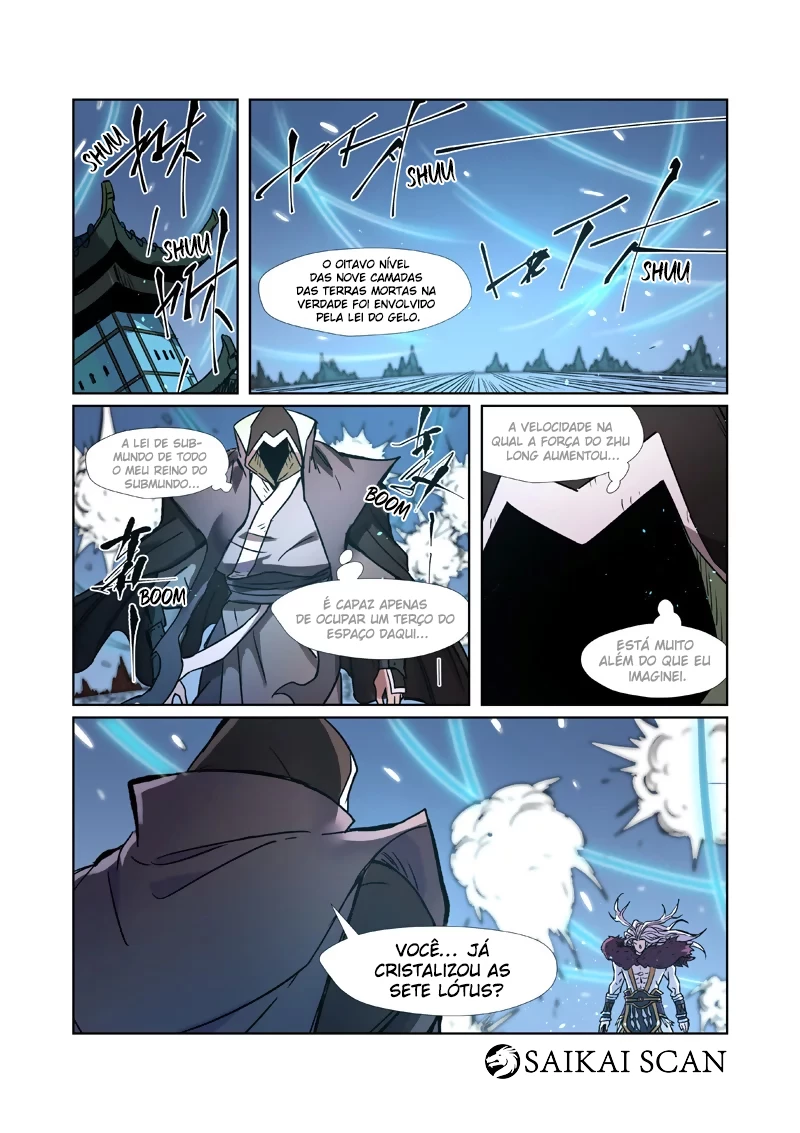 SHUU
SHUU
SHUU
SHUU
O OITAVO NÍVEL
DAS NOVE CAMADAS
DAS TERRAS MORTAS NA
VERDADE FOI ENVOLVIDO
PELA LEI DO GELO.
A LEI DE SUB-
MUNDO DE TODO
O MEU REINO DO
SUBMUNDO...
BOOM
BOOM
É CAPAZ APENAS
DE OCUPAR UM TERÇO DO
ESPAÇO DAQUI...
A VELOCIDADE NA
QUAL A FORÇA DO ZHU
LONG AUMENTOU...
ESTÁ MUITO
ALÉM DO QUE EU
IMAGINEI.
VOCÊ... JÁ
CRISTALIZOU AS
SETE LÓTUS?
SAIKAI SCAN